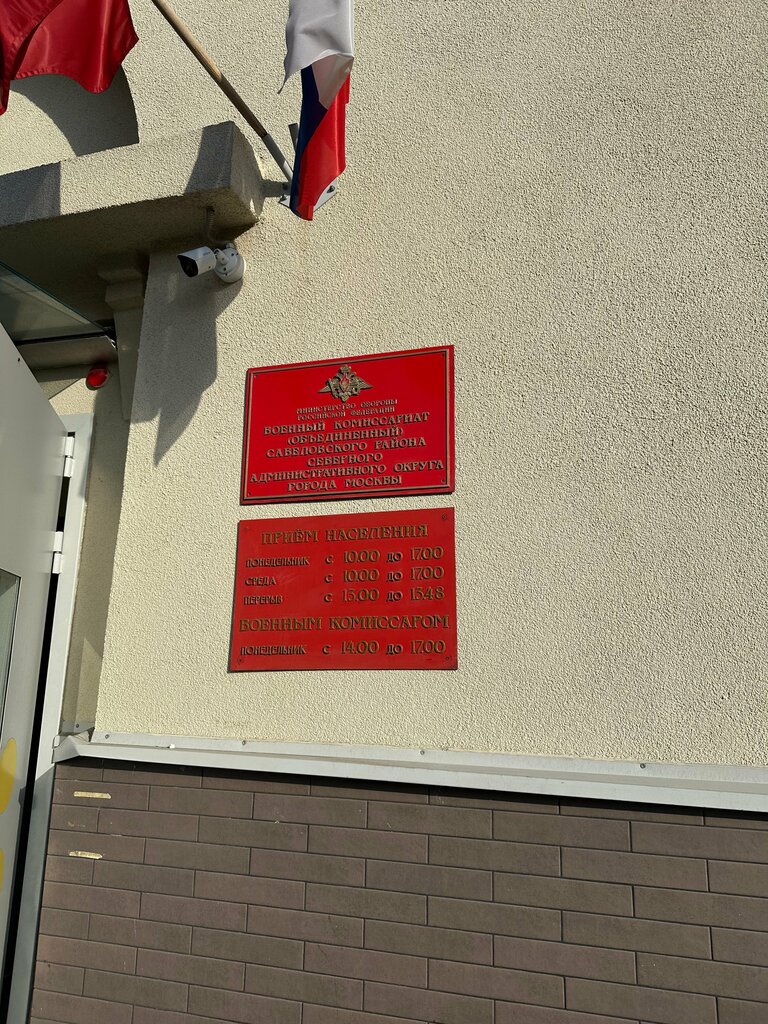 МИНИСТЕРСТВО ОБОРОНЫ
РОССИЙСКОЙ ФЕДЕРАЦИИ
ВОЕННЫЙ КОМИССАРИАТ
(ОБЪЕДИНЕННЫЙ)
САВЕЛОВСКОГО РАЙОНА
СЕВЕРНОГО
АДМИНИСТРАТИВНОГО ОКРУГА
ГОРОДА МОСКВЫ
ПРИЁМ НАСЕЛЕНИЯ
ПОНЕДЕЛЬНИК С 10.00 ДО 17.00
СРЕДА С 10.00 ДО 17.00
ПЕРЕРЫВ С 13.00 ДО 13.48
ВОЕННЫМ КОМИССАРОМ
ПОНЕДЕЛЬНИК С 14.00 ДО 17.00